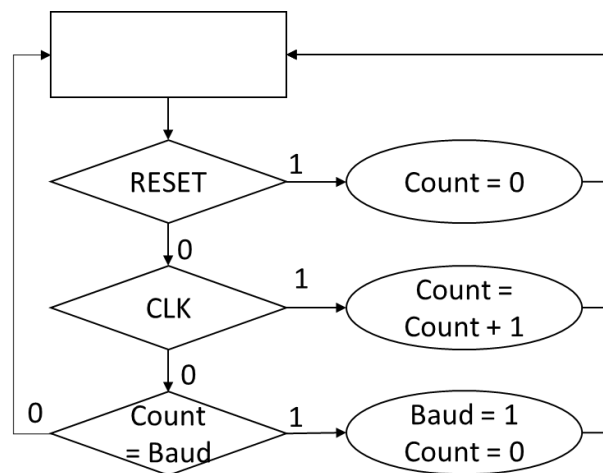 RESET
1
Count = 0
0
CLK
1
Count =
Count + 1
0
0
Count
= Baud
1
Baud = 1
Count = 0